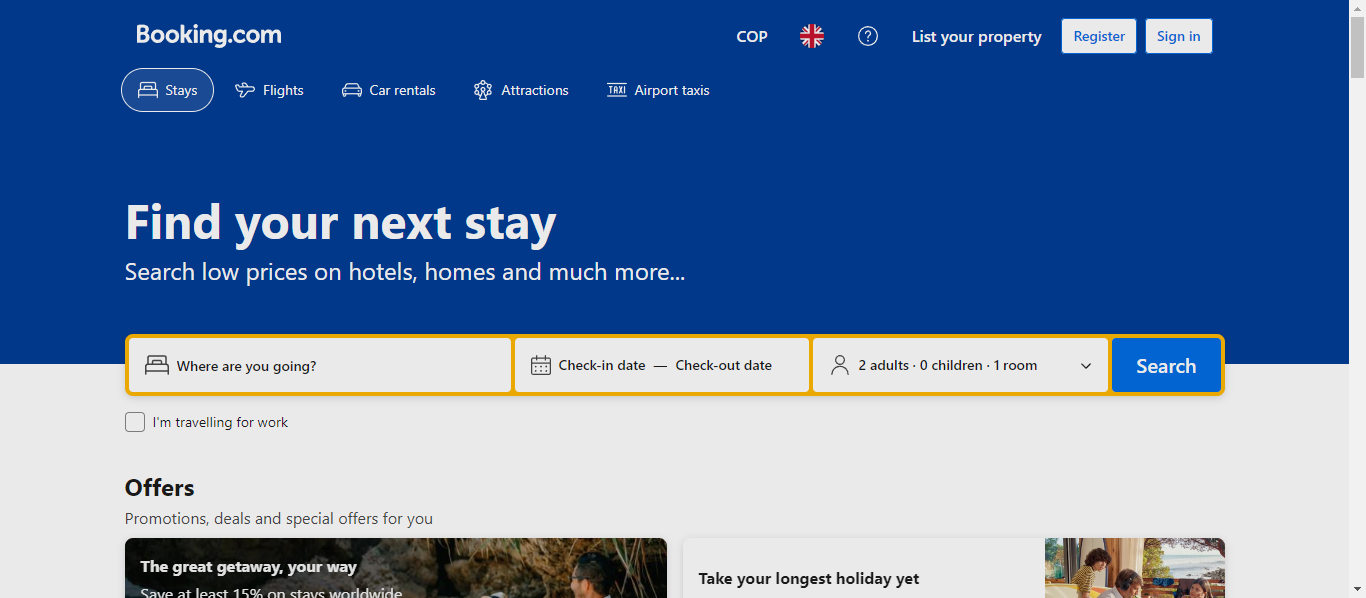 Booking.com
COP
List your property
Register
Sign in
Stays
Flights
Car rentals
Attractions
TAXI
Airport taxis
Find your next stay
Search low prices on hotels, homes and much more...
Where are you going?
Check-in date — Check-out date
2 adults · 0 children · 1 room
Search
I'm travelling for work
Offers
Promotions, deals and special offers for you
The great getaway, your way
Save at least 15% on stays worldwide
Take your longest holiday yet